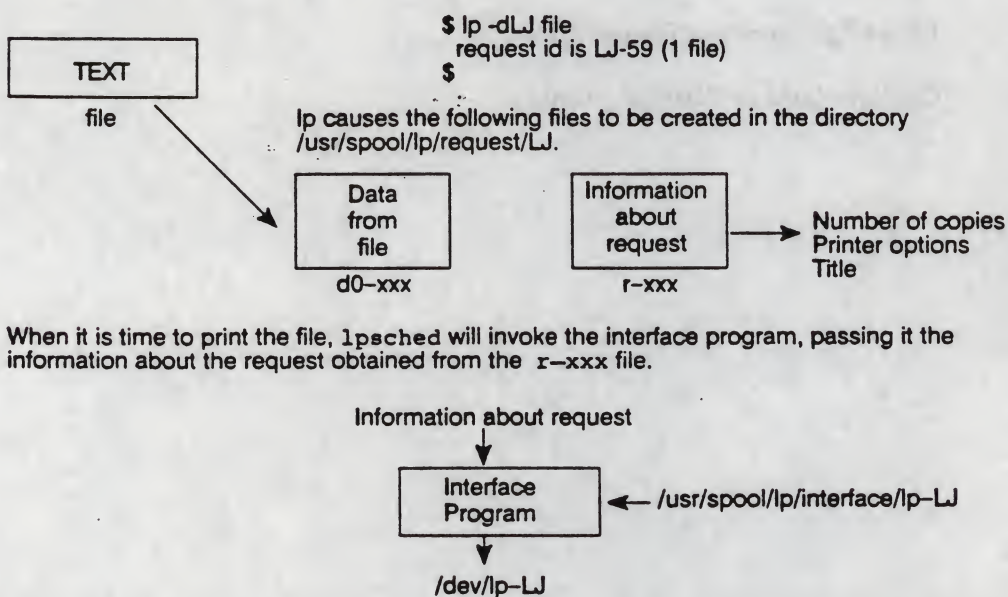 $ lp -dLJ file
request id is LJ-59 (1 file)
$
TEXT
file
lp causes the following files to be created in the directory
/usr/spool/lp/request/LJ.
Data
from
file
d0-xxx
Information
about
request
r-xxx
Number of copies
Printer options
Title
When it is time to print the file, lpsched will invoke the interface program, passing it the
information about the request obtained from the r-xxx file.
Information about request
Interface
Program
/usr/spool/lp/interface/lp-LJ
/dev/lp-LJ